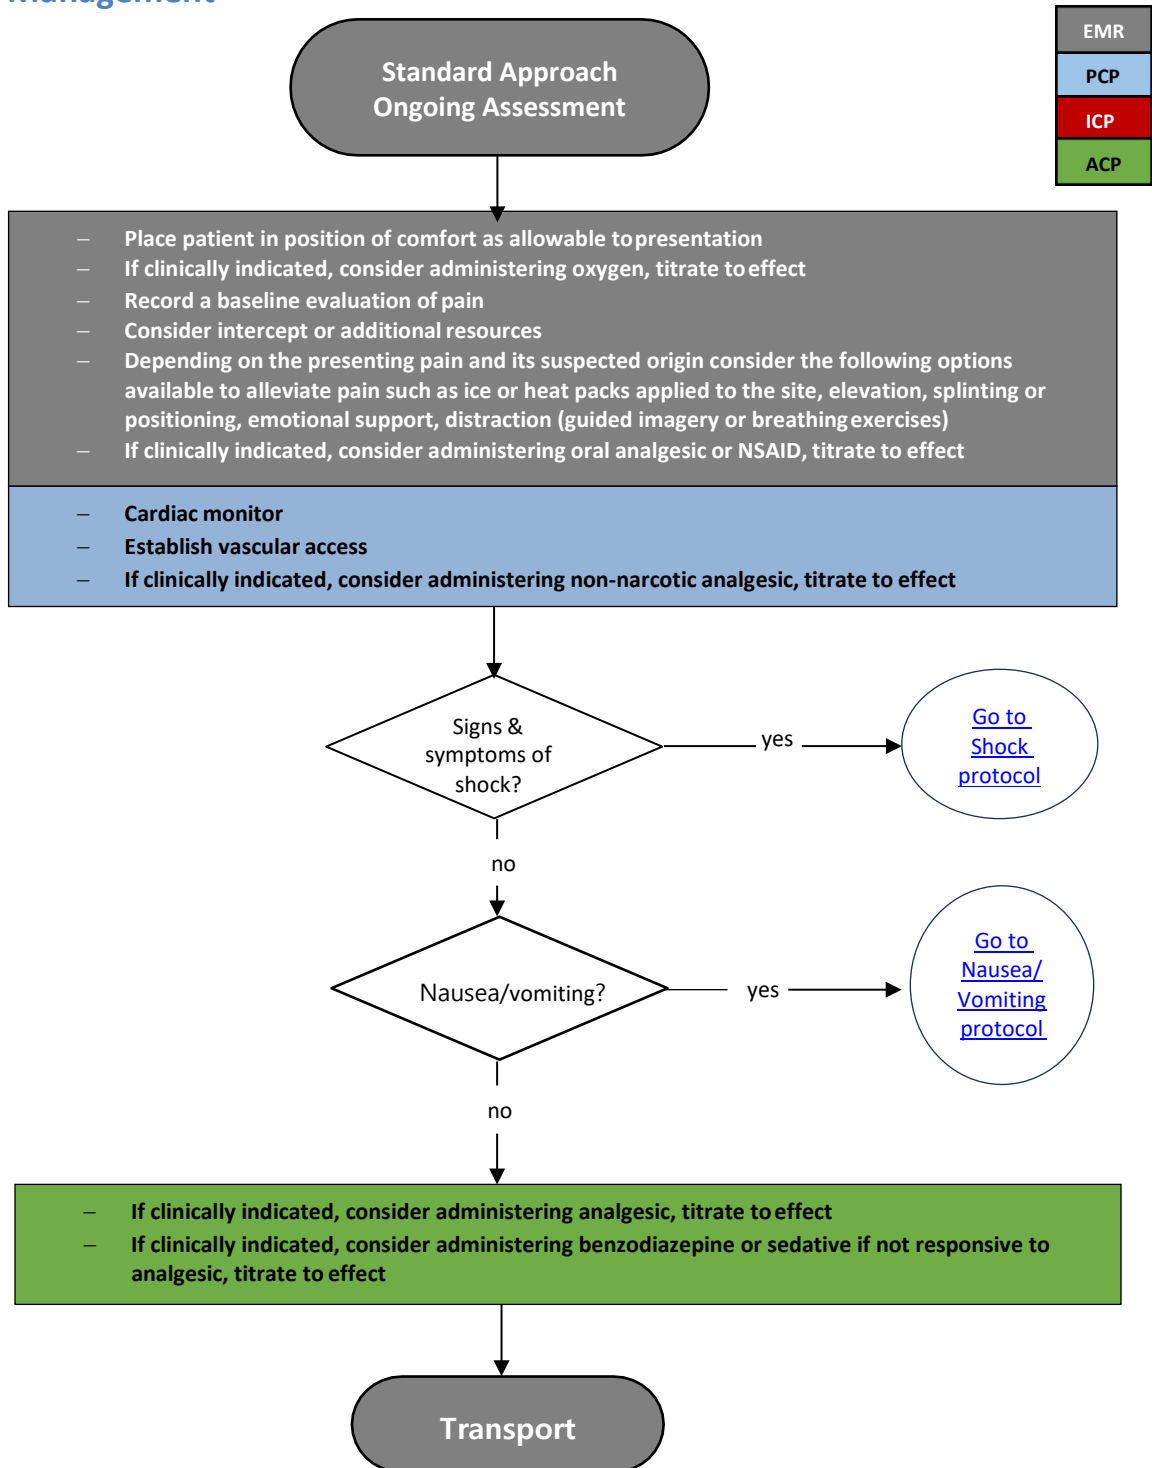 Management
EMR
PCP
ICP
ACP
Standard Approach
Ongoing Assessment
– Place patient in position of comfort as allowable to presentation
– If clinically indicated, consider administering oxygen, titrate to effect
– Record a baseline evaluation of pain
– Consider intercept or additional resources
– Depending on the presenting pain and its suspected origin consider the following options
available to alleviate pain such as ice or heat packs applied to the site, elevation, splinting or
positioning, emotional support, distraction (guided imagery or breathing exercises)
– If clinically indicated, consider administering oral analgesic or NSAID, titrate to effect
– Cardiac monitor
– Establish vascular access
– If clinically indicated, consider administering non-narcotic analgesic, titrate to effect
Signs &
symptoms of
shock?
yes
Go to
Shock
protocol
no
Nausea/vomiting?
yes
Go to
Nausea/
Vomiting
protocol
no
– If clinically indicated, consider administering analgesic, titrate to effect
– If clinically indicated, consider administering benzodiazepine or sedative if not responsive to
analgesic, titrate to effect
Transport